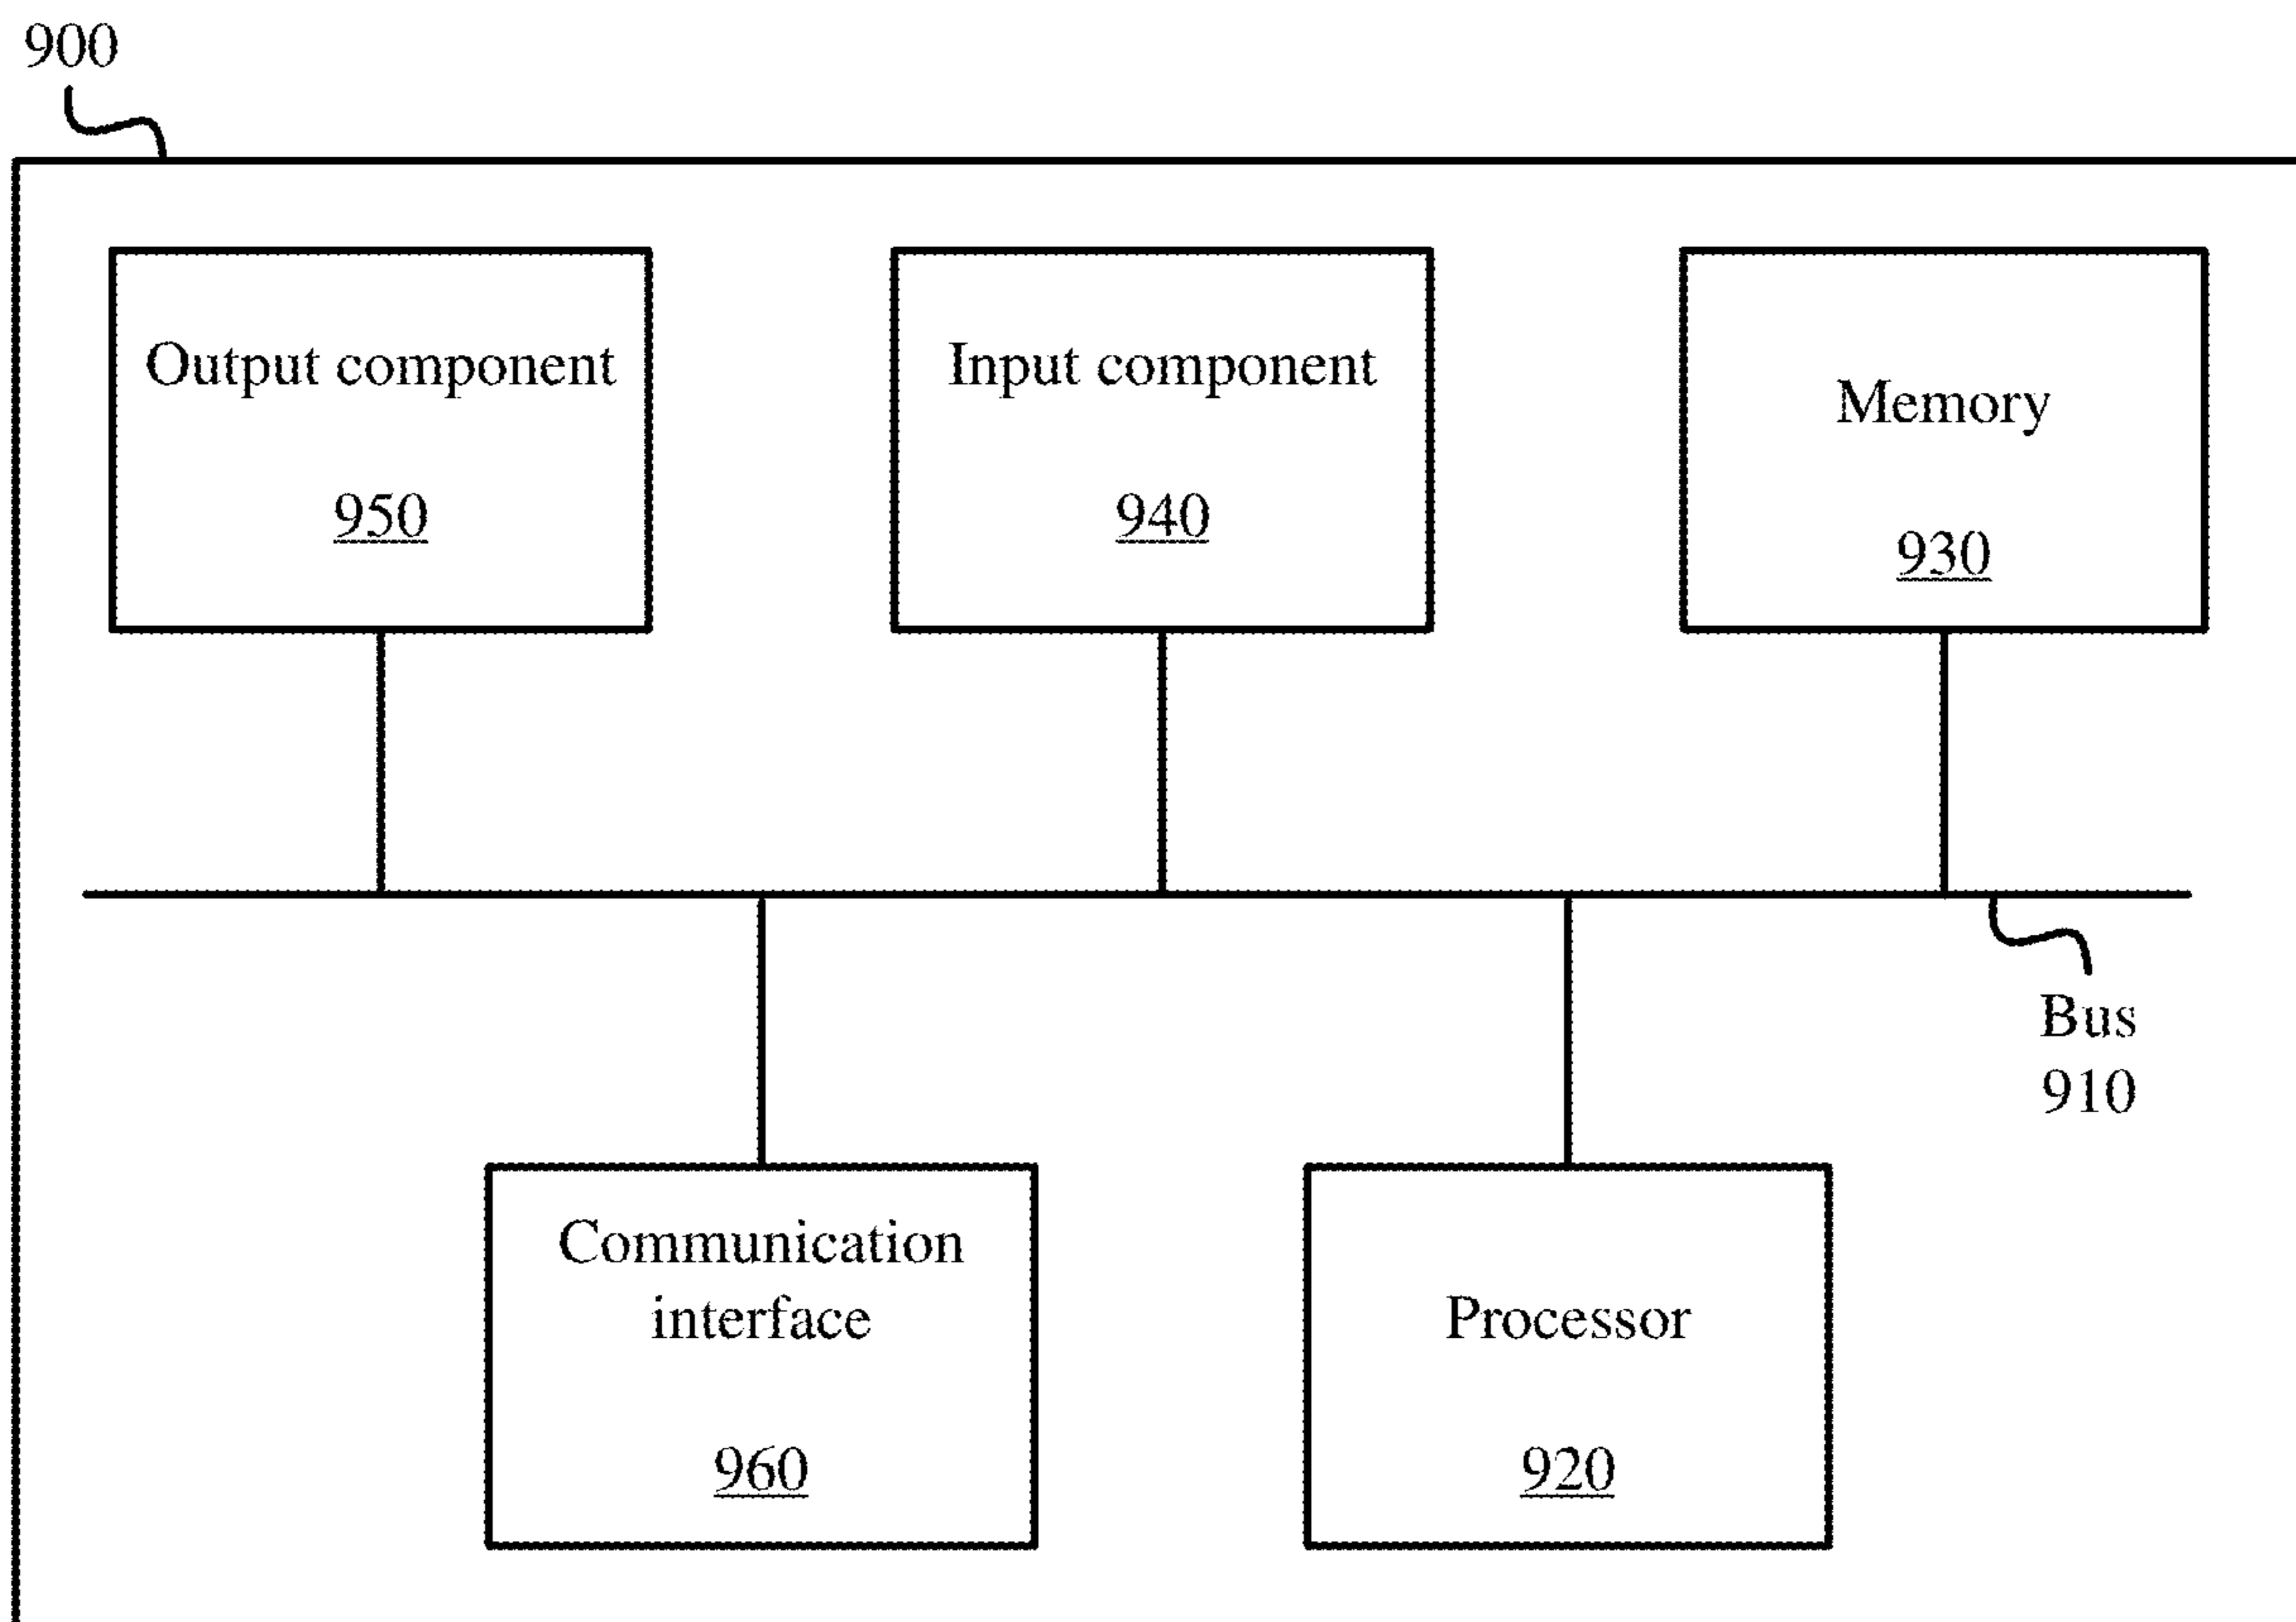 900
Output component
950
Input component
940
Memory
930
Bus
910
Communication
interface
960
Processor
920